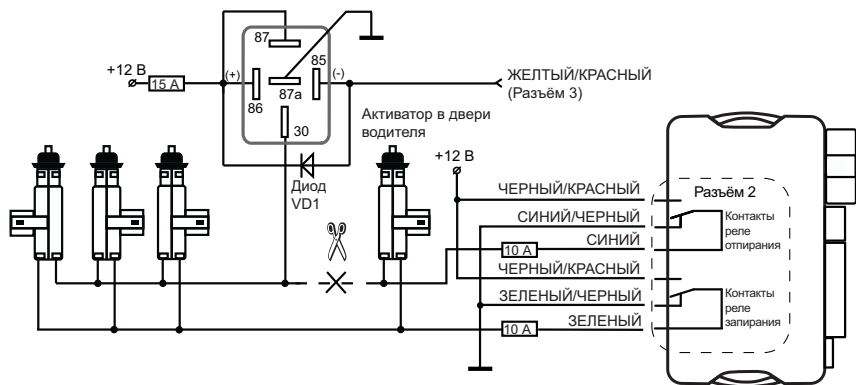 87
+12 В
15 А
(+)
86
87а
85
(-)
30
ЖЕЛТЫЙ/КРАСНЫЙ
(Разъём 3)
Активатор в двери
водителя
Диод
VD1
+12 В
ЧЕРНЫЙ/КРАСНЫЙ
СИНИЙ/ЧЕРНЫЙ
10 А
СИНИЙ
ЧЕРНЫЙ/КРАСНЫЙ
ЗЕЛЕНЫЙ/ЧЕРНЫЙ
10 А
ЗЕЛЕНЫЙ
Разъём 2
Контакты
реле
отпирания
Контакты
реле
запирания